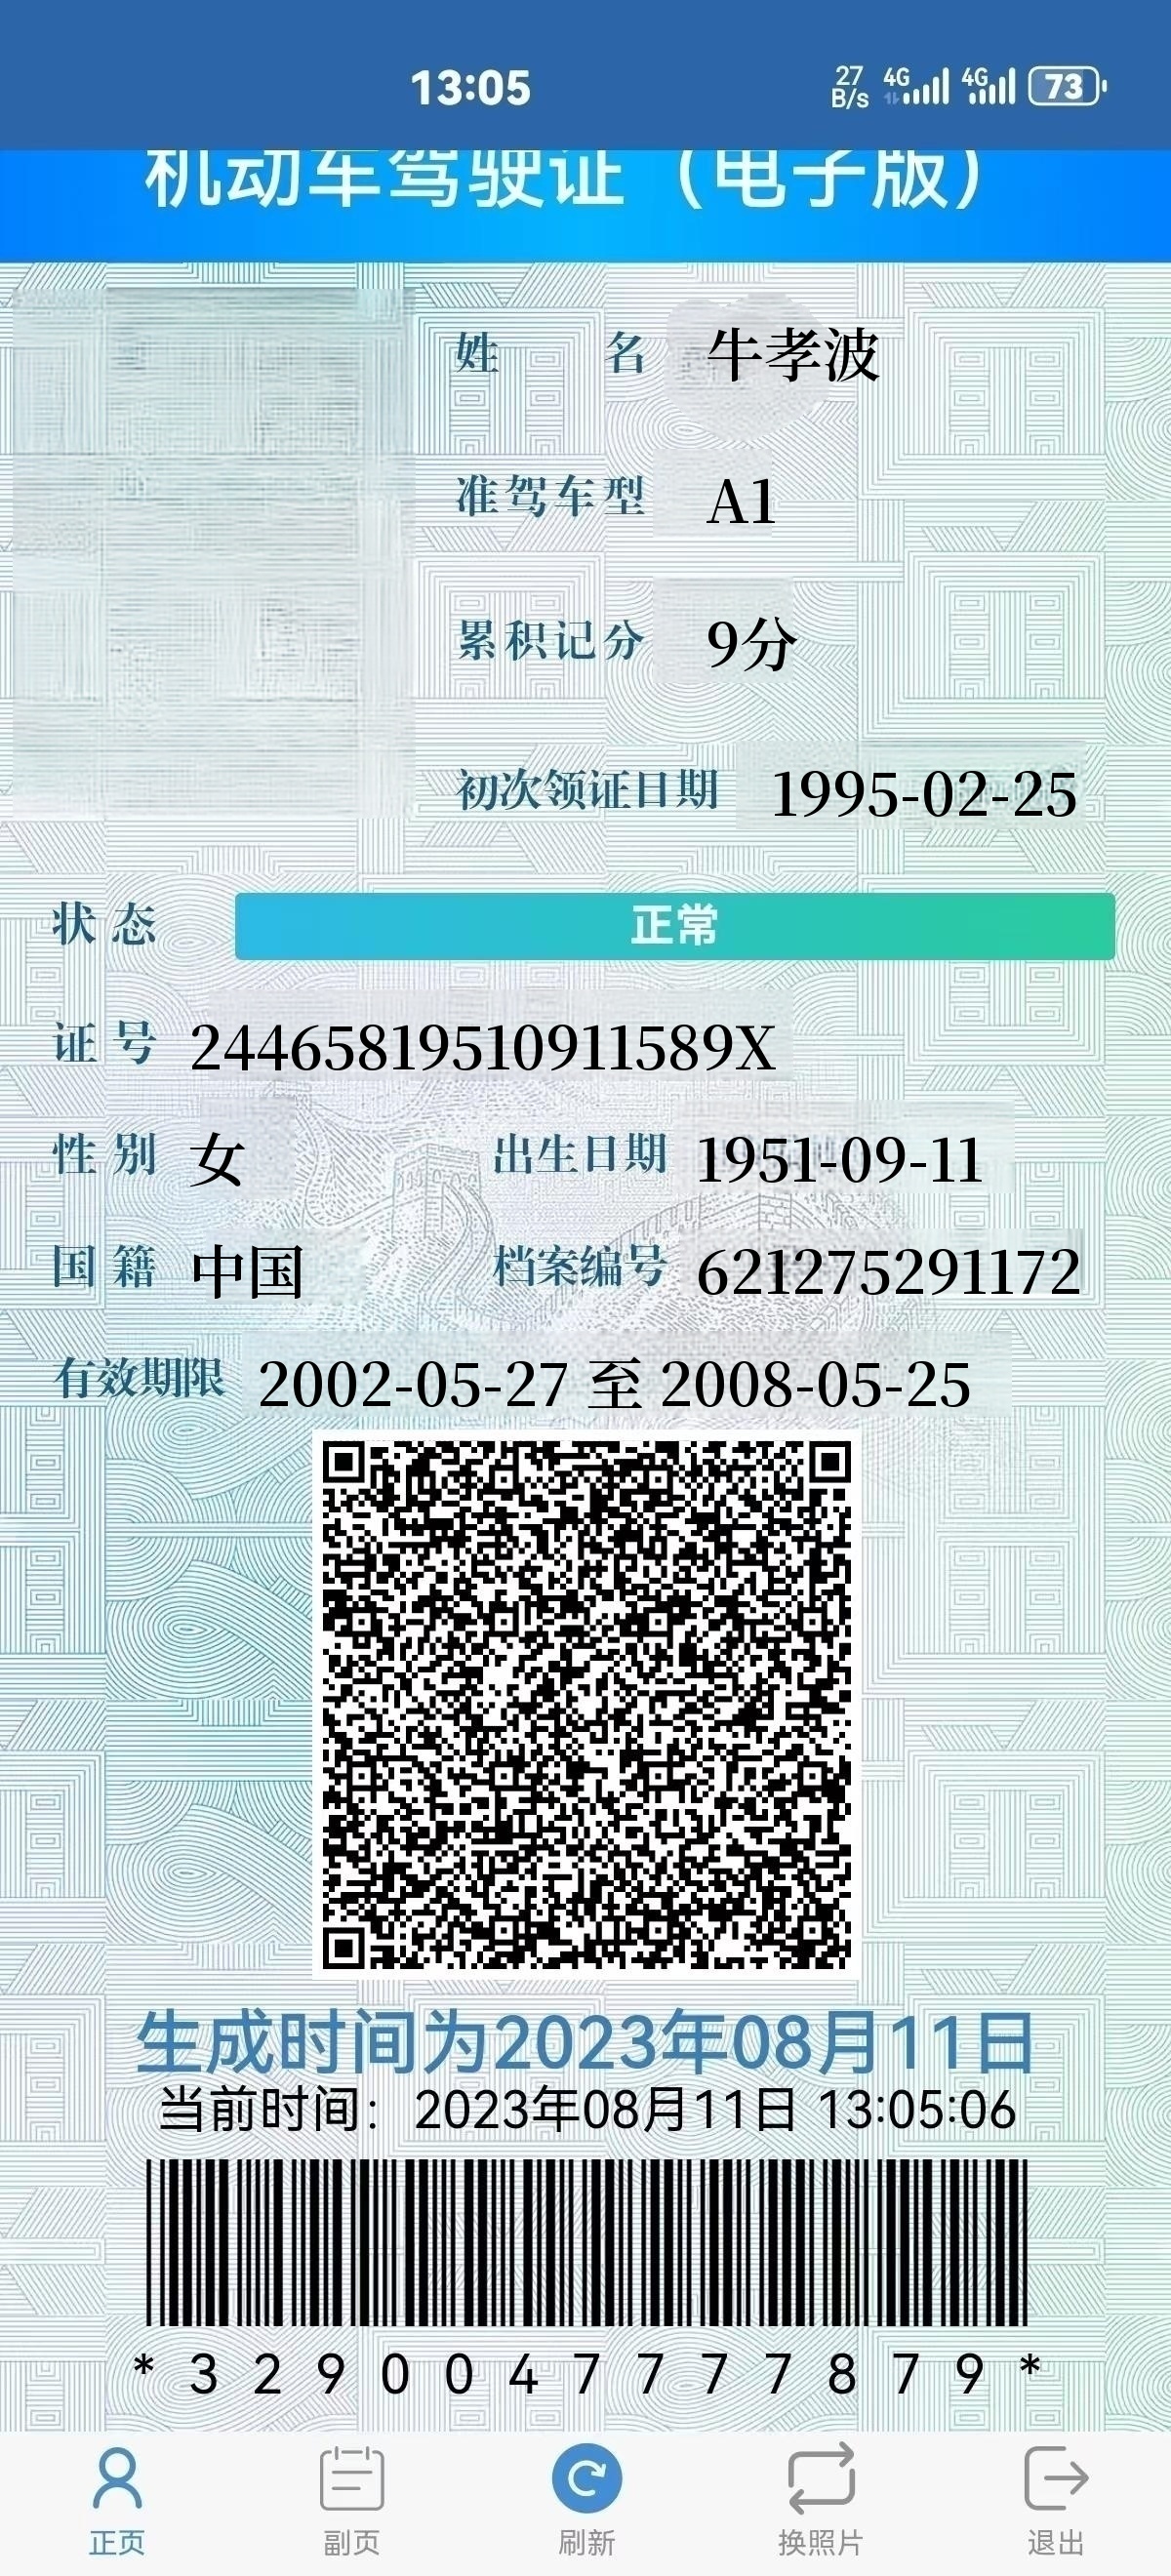 13:05 27 B/s 4G 4G 73
机动车驾驶证（电子版）
姓名 牛孝波
准驾车型 A1
累积记分 9分
初次领证日期 1995-02-25
状态 正常
证号 24465819510911589X
性别 女 出生日期 1951-09-11
国籍 中国 档案编号 621275291172
有效期限 2002-05-27 至 2008-05-25
生成时间为2023年08月11日
当前时间：2023年08月11日 13:05:06
*3290047777879*
正页 副页 刷新 换照片 退出